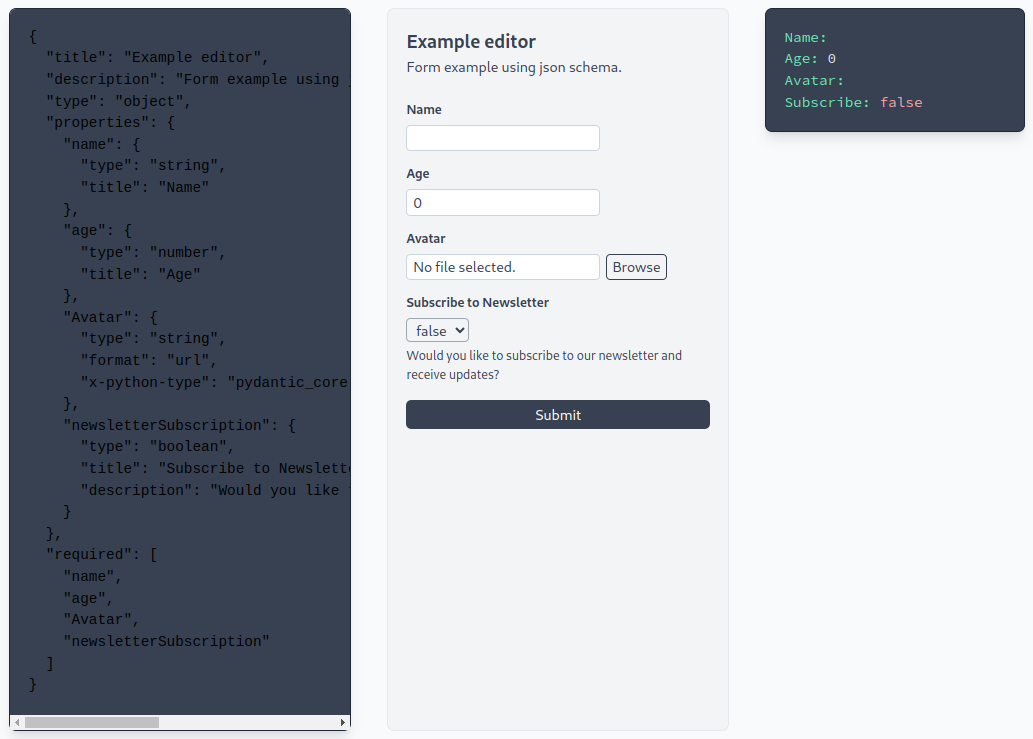 {
  "title": "Example editor",
  "description": "Form example using
  "type": "object",
  "properties": {
    "name": {
      "type": "string",
      "title": "Name"
    },
    "age": {
      "type": "number",
      "title": "Age"
    },
    "Avatar": {
      "type": "string",
      "format": "url",
      "x-python-type": "pydantic_core
    },
    "newsletterSubscription": {
      "type": "boolean",
      "title": "Subscribe to Newslett
      "description": "Would you like
    }
  },
  "required": [
    "name",
    "age",
    "Avatar",
    "newsletterSubscription"
  ]
}
Example editor
Form example using json schema.
Name
Age
0
Avatar
No file selected. Browse
Subscribe to Newsletter
false
Would you like to subscribe to our newsletter and
receive updates?
Submit
Name:
Age: 0
Avatar:
Subscribe: false